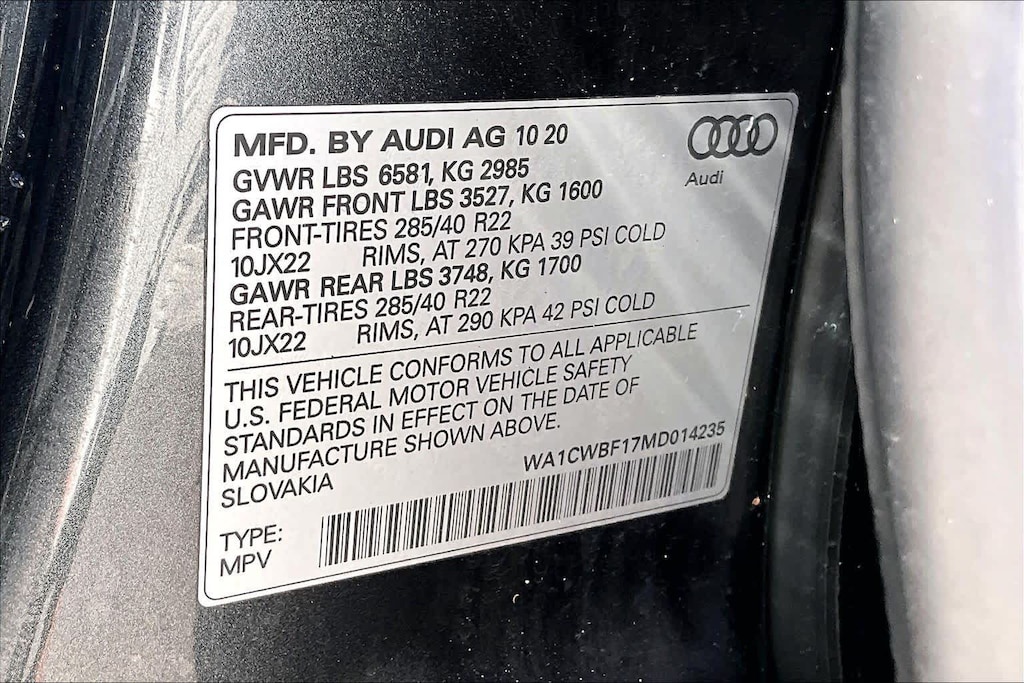 MFD. BY AUDI AG 10 20
Audi
GVWR LBS 6581, KG 2985
GAWR FRONT LBS 3527, KG 1600
FRONT-TIRES 285/40 R22
10JX22 RIMS, AT 270 KPA 39 PSI COLD
GAWR REAR LBS 3748, KG 1700
REAR-TIRES 285/40 R22
10JX22 RIMS, AT 290 KPA 42 PSI COLD
THIS VEHICLE CONFORMS TO ALL APPLICABLE
U.S. FEDERAL MOTOR VEHICLE SAFETY
STANDARDS IN EFFECT ON THE DATE OF
MANUFACTURE SHOWN ABOVE.
SLOVAKIA
WA1CWBF17MD014235
TYPE:
MPV